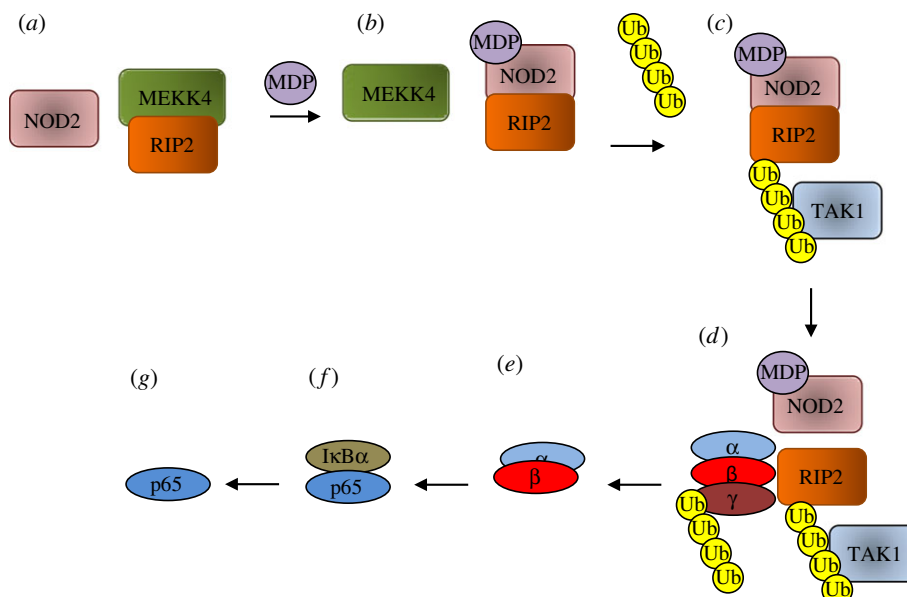 (a)
NOD2
MEKK4
RIP2
MDP
(b)
MEKK4
MDP
NOD2
RIP2
Ub
Ub
Ub
Ub
(c)
MDP
NOD2
RIP2
Ub
Ub
Ub
Ub
TAK1
(d)
MDP
NOD2
α
β
γ
RIP2
Ub
Ub
Ub
Ub
Ub
Ub
Ub
Ub
TAK1
(e)
α
β
(f)
IκBα
p65
(g)
p65